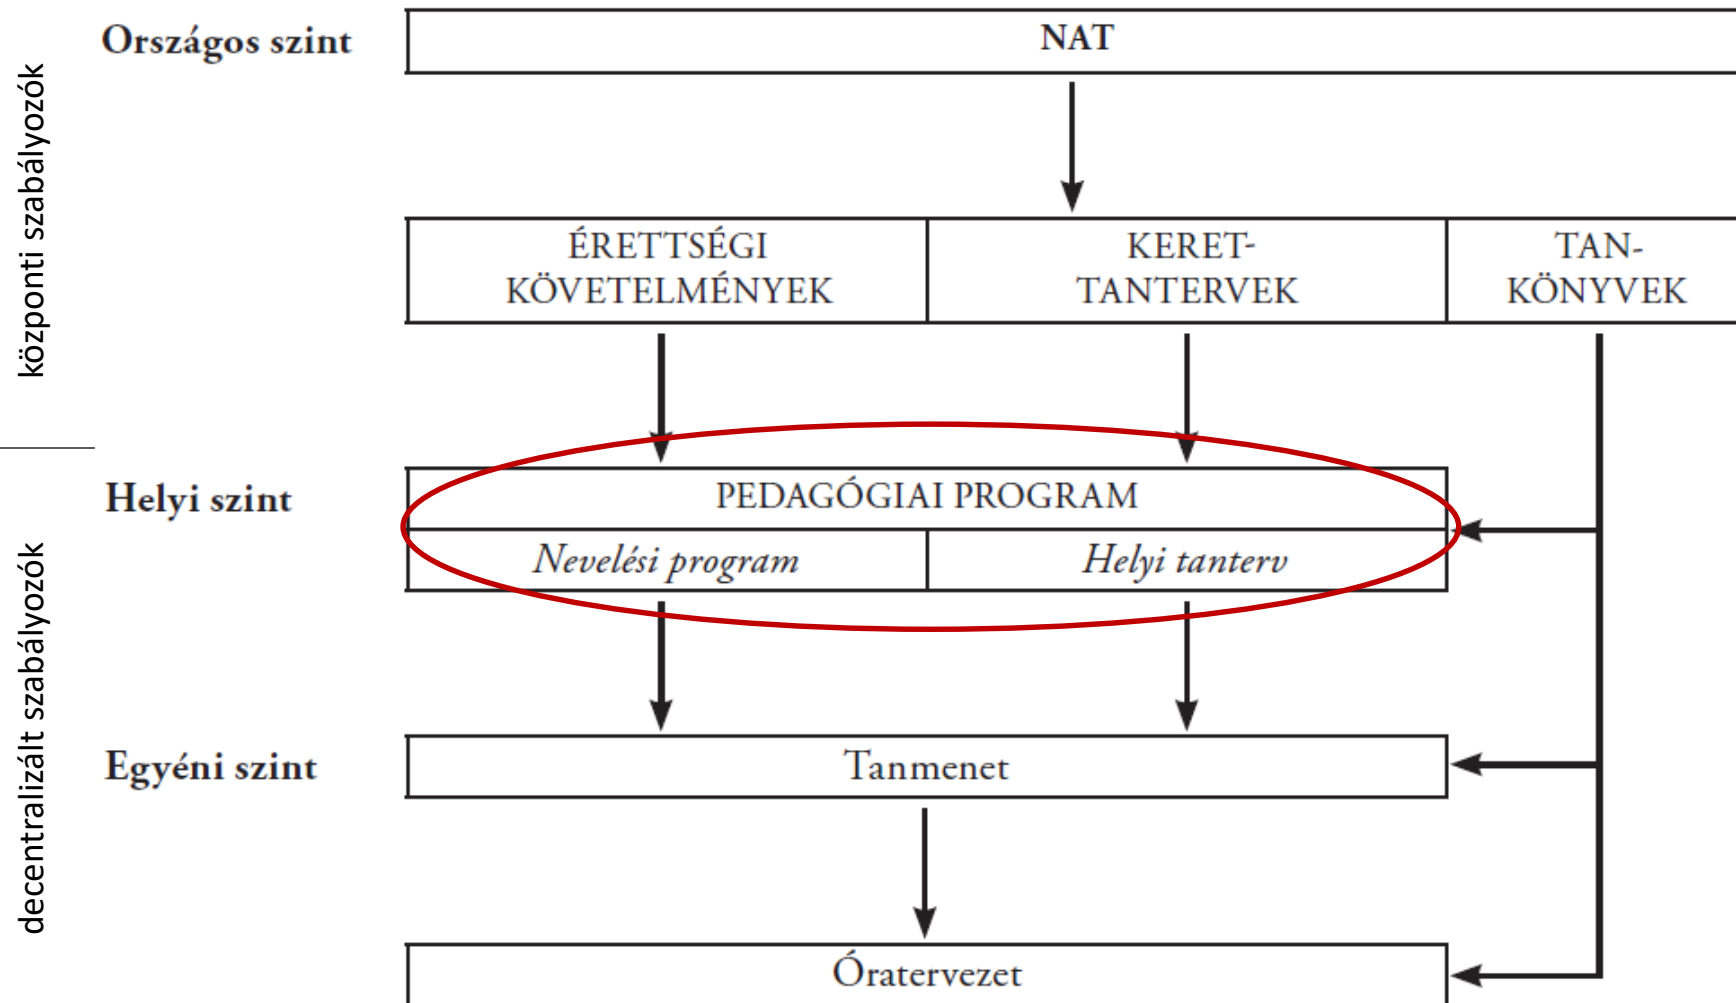 központi szabályozók
Országos szint
NAT
ÉRETTSÉGI
KÖVETELMÉNYEK
KERET-
TANTERVEK
TAN-
KÖNYVEK
decentralizált szabályozók
Helyi szint
PEDAGÓGIAI PROGRAM
Nevelési program
Helyi tanterv
Egyéni szint
Tanmenet
Óratervezet